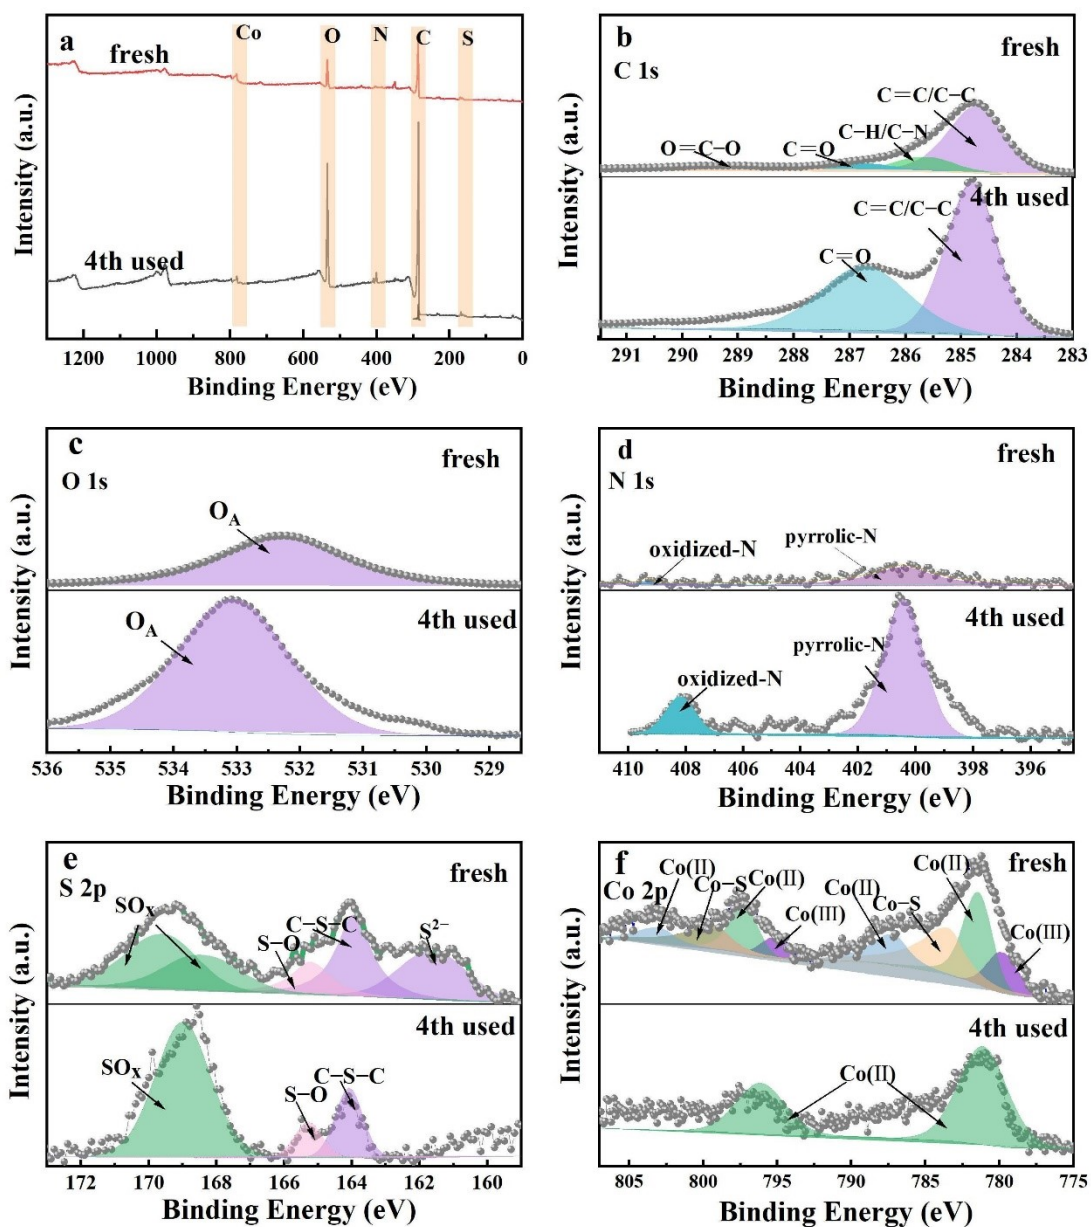 a
Co
O
N
C
S
fresh
4th used
Intensity (a.u.)
1200 1000 800 600 400 200 0
Binding Energy (eV)
b
fresh
C 1s
C=C/C−C
C−H/C−N
O=C−O
C=O
4th used
C=C/C−C
C=O
Intensity (a.u.)
291 290 289 288 287 286 285 284 283
Binding Energy (eV)
c
fresh
O 1s
O_A
4th used
O_A
Intensity (a.u.)
536 535 534 533 532 531 530 529
Binding Energy (eV)
d
fresh
N 1s
pyrrolic-N
oxidized-N
4th used
pyrrolic-N
oxidized-N
Intensity (a.u.)
410 408 406 404 402 400 398 396
Binding Energy (eV)
e
fresh
S 2p
SOₓ
C−S−C
S−O
S²⁻
4th used
SOₓ
C−S−C
S−O
Intensity (a.u.)
172 170 168 166 164 162 160
Binding Energy (eV)
f
fresh
Co 2p
Co(II)
Co−S
Co(II)
Co(III)
Co(II)
Co−S
Co(II)
Co(III)
4th used
Co(II)
Intensity (a.u.)
805 800 795 790 785 780 775
Binding Energy (eV)